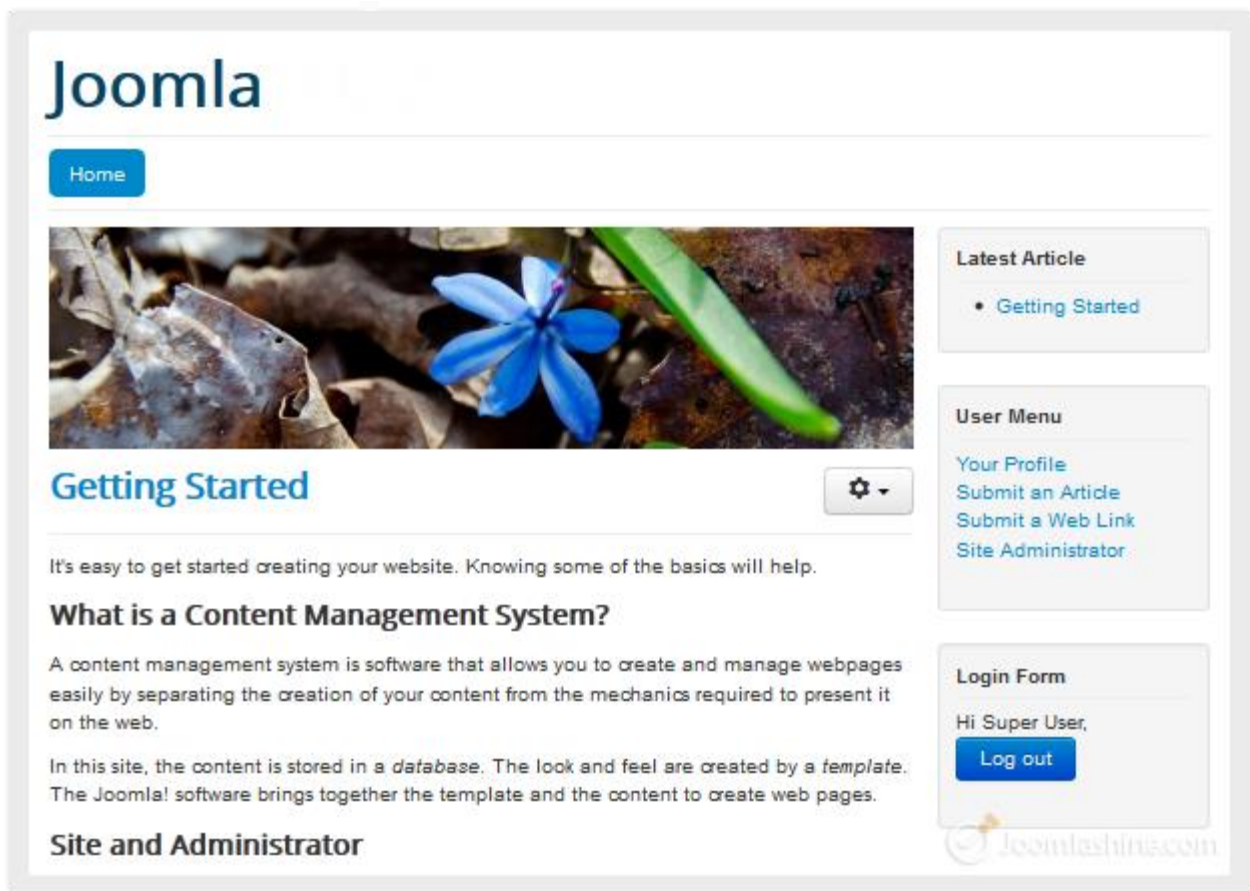 Joomla
Home
Getting Started
It's easy to get started creating your website. Knowing some of the basics will help.
What is a Content Management System?
A content management system is software that allows you to create and manage webpages
easily by separating the creation of your content from the mechanics required to present it
on the web.
In this site, the content is stored in a database. The look and feel are created by a template.
The Joomla! software brings together the template and the content to create web pages.
Site and Administrator
Latest Article
Getting Started
User Menu
Your Profile
Submit an Article
Submit a Web Link
Site Administrator
Login Form
Hi Super User,
Log out
Joomlashine.com